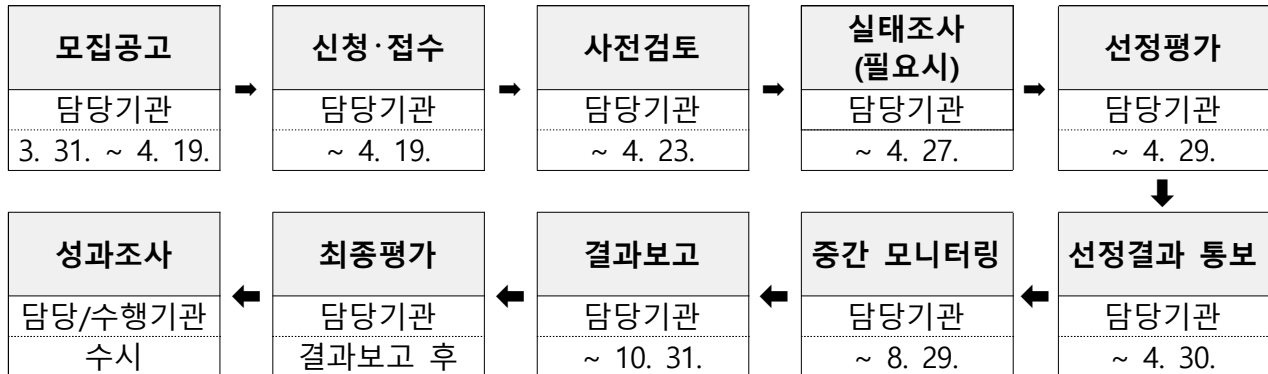 모집공고
담당기관
3. 31. ~ 4. 19.
➡
신청·접수
담당기관
~ 4. 19.
➡
사전검토
담당기관
~ 4. 23.
➡
실태조사
(필요시)
담당기관
~ 4. 27.
➡
선정평가
담당기관
~ 4. 29.
⬇
선정결과 통보
담당기관
~ 4. 30.
⬅
중간 모니터링
담당기관
~ 8. 29.
⬅
결과보고
담당기관
~ 10. 31.
⬅
최종평가
담당기관
결과보고 후
⬅
성과조사
담당/수행기관
수시